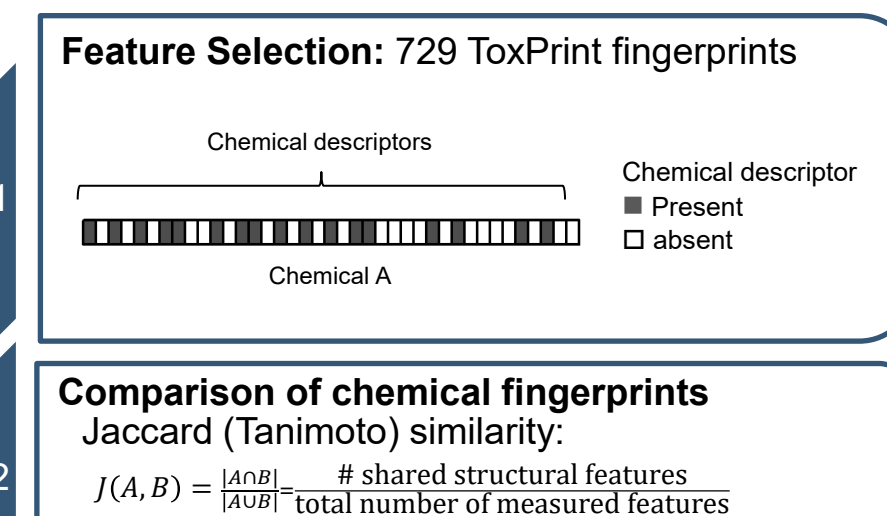 Feature Selection: 729 ToxPrint fingerprints
Chemical descriptors
Chemical descriptor
Present
absent
Chemical A
1
Comparison of chemical fingerprints
Jaccard (Tanimoto) similarity:
J(A, B) = |A∩B| / |A∪B| = # shared structural features / total number of measured features
2